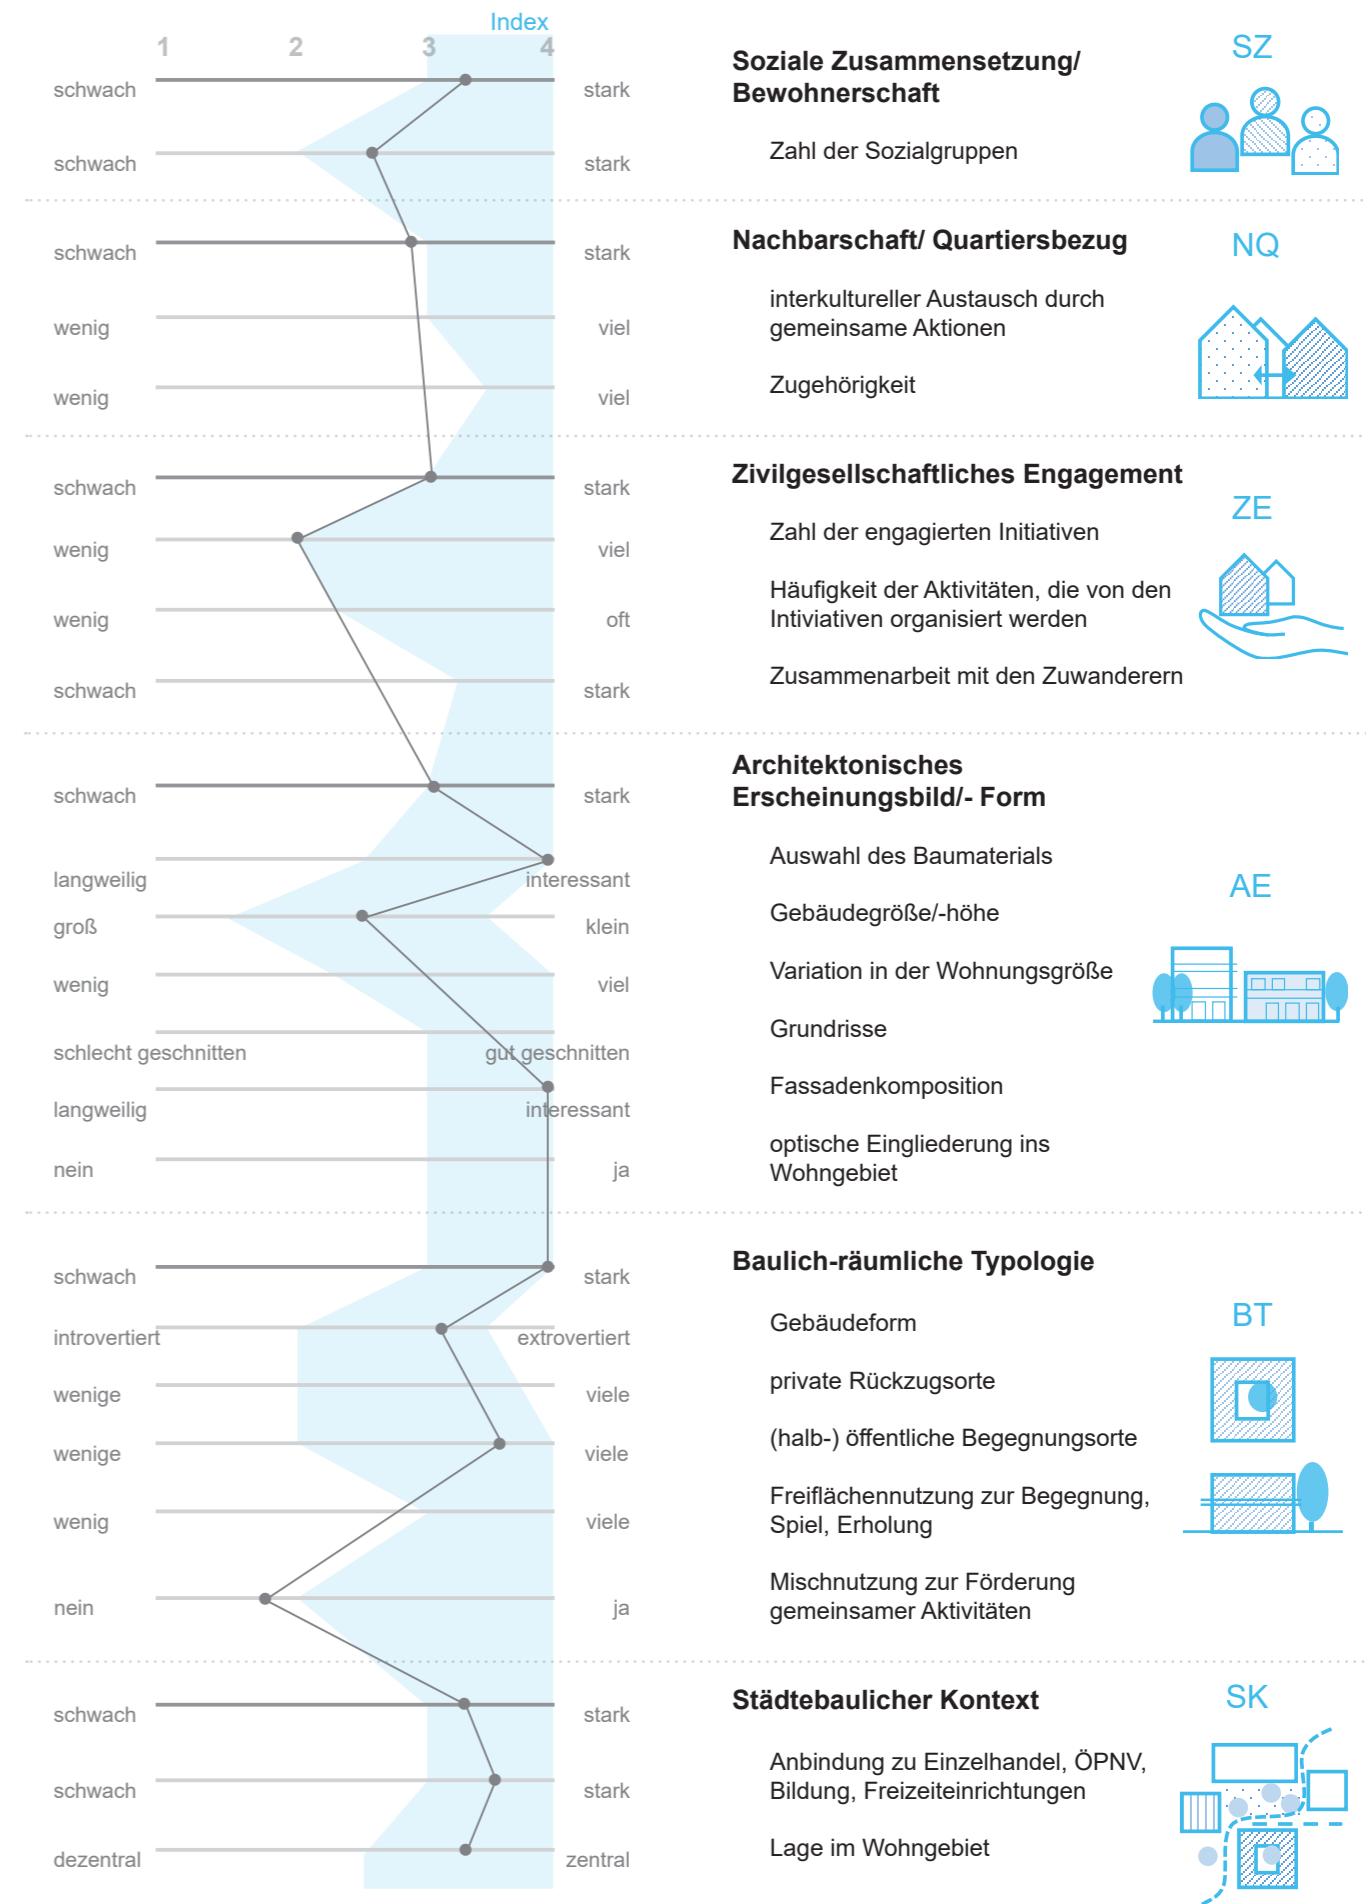 Index
1 2 3 4
Soziale Zusammensetzung/
Bewohnerschaft
SZ
schwach stark
Zahl der Sozialgruppen
schwach stark
Nachbarschaft/ Quartiersbezug
NQ
schwach stark
interkultureller Austausch durch
gemeinsame Aktionen
wenig viel
Zugehörigkeit
wenig viel
Zivilgesellschaftliches Engagement
ZE
schwach stark
Zahl der engagierten Initiativen
wenig viel
Häufigkeit der Aktivitäten, die von den
Intiviativen organisiert werden
wenig oft
Zusammenarbeit mit den Zuwanderern
schwach stark
Architektonisches
Erscheinungsbild/- Form
schwach stark
Auswahl des Baumaterials
langweilig interessant
AE
Gebäudegröße/-höhe
groß klein
Variation in der Wohnungsgröße
wenig viel
Grundrisse
schlecht geschnitten gut geschnitten
Fassadenkomposition
langweilig interessant
optische Eingliederung ins
Wohngebiet
nein ja
Baulich-räumliche Typologie
schwach stark
BT
Gebäudeform
introvertiert extrovertiert
private Rückzugsorte
wenige viele
(halb-) öffentliche Begegnungsorte
wenige viele
Freiflächennutzung zur Begegnung,
Spiel, Erholung
wenig viele
Mischnutzung zur Förderung
gemeinsamer Aktivitäten
nein ja
Städtebaulicher Kontext
SK
schwach stark
Anbindung zu Einzelhandel, ÖPNV,
Bildung, Freizeiteinrichtungen
schwach stark
Lage im Wohngebiet
dezentral zentral